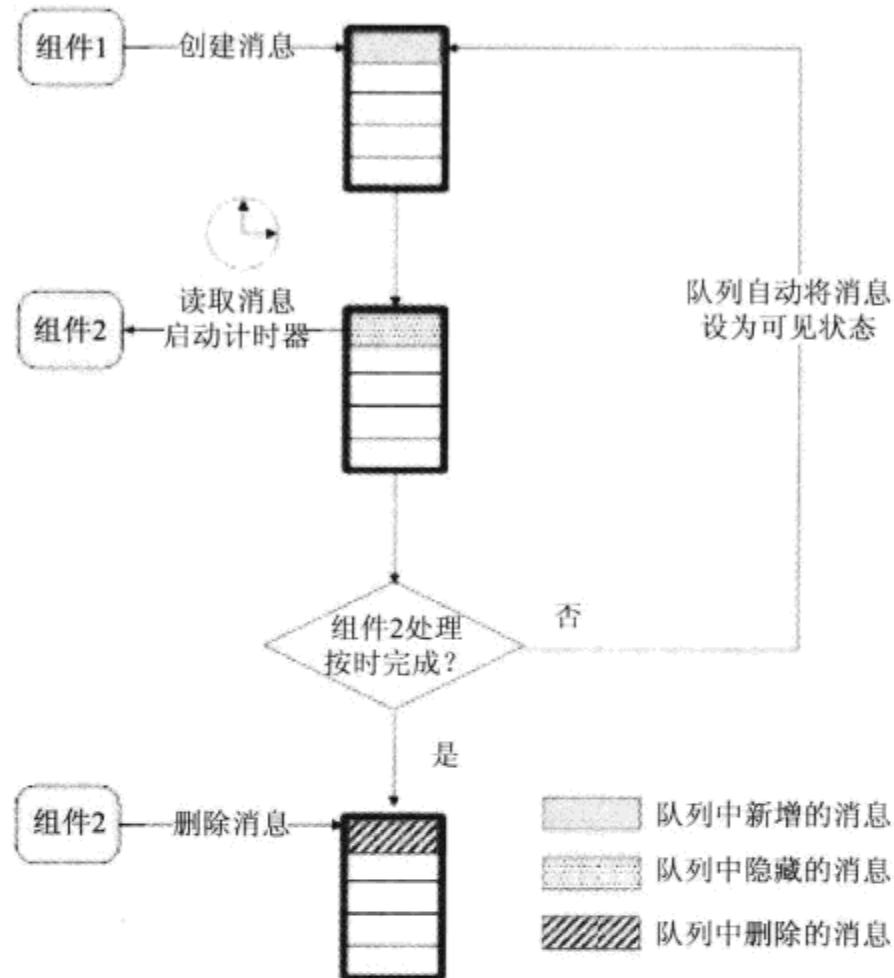 组件1
创建消息
读取消息
启动计时器
组件2
队列自动将消息
设为可见状态
组件2处理
按时完成?
否
是
组件2
删除消息
队列中新增的消息
队列中隐藏的消息
队列中删除的消息